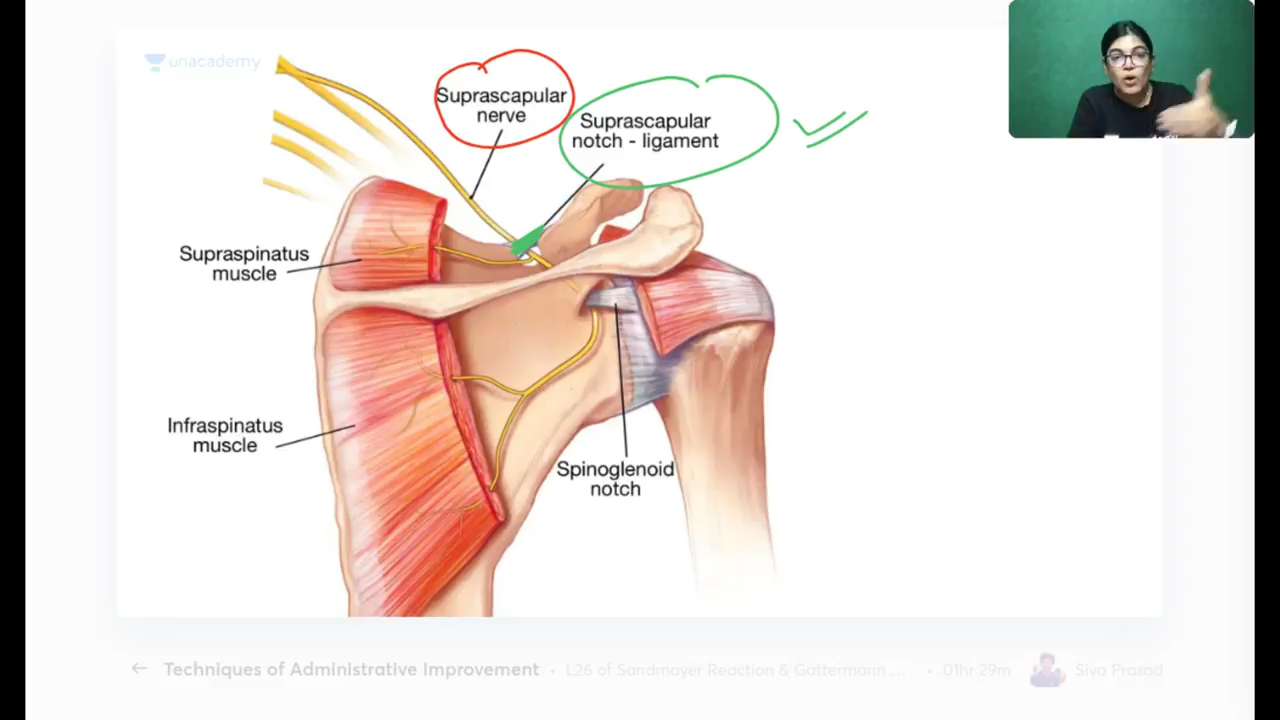 unacademy
Suprascapular
nerve
Suprascapular
notch - ligament
Supraspinatus
muscle
Infraspinatus
muscle
Spinoglenoid
notch
← Techniques of Administrative Improvement • L26 of Sandmayer Reaction & Gattermann.... • 01hr 29m Siva Prasad